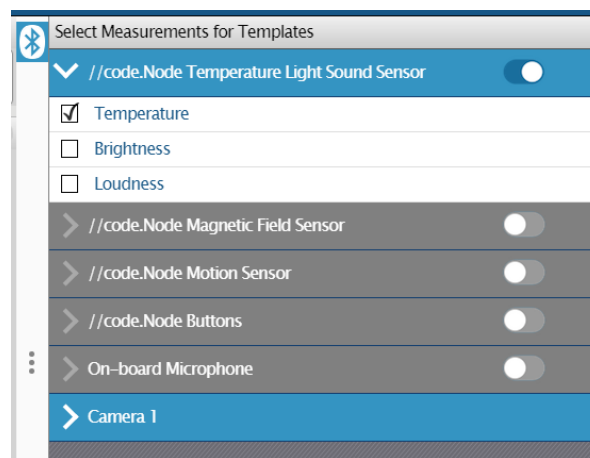 Select Measurements for Templates
//code.Node Temperature Light Sound Sensor
Temperature
Brightness
Loudness
//code.Node Magnetic Field Sensor
//code.Node Motion Sensor
//code.Node Buttons
On-board Microphone
Camera 1